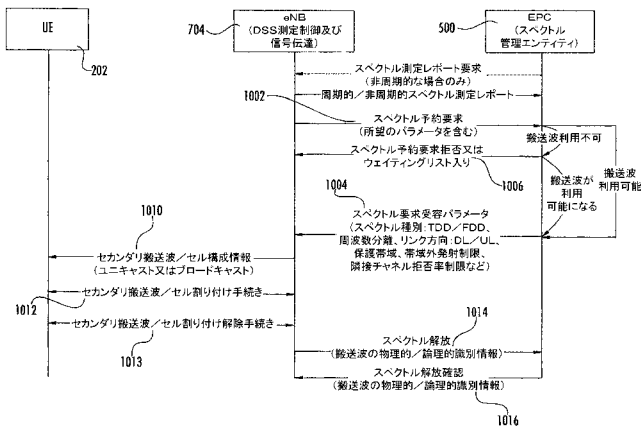 UE
202
704
eNB
(DSS測定制御及び
信号伝達)
500
EPC
(スペクトル
管理エンティティ)
スペクトル測定レポート要求
(非周期的な場合のみ)
周期的/非周期的スペクトル測定レポート
1002
スペクトル予約要求
(所望のパラメータを含む)
搬送波利用不可
スペクトル予約要求拒否又は
ウェイティングリスト入り
1006
搬送波が
利用
可能になる
搬送波
利用可能
1004
スペクトル要求受容パラメータ
(スペクトル種別:TDD/FDD、
周波数分離、リンク方向:DL/UL、
保護帯域、帯域外発射制限、
隣接チャネル拒否率制限など)
1010
セカンダリ搬送波/セル構成情報
(ユニキャスト又はブロードキャスト)
セカンダリ搬送波/セル割り付け手続き
1012
セカンダリ搬送波/セル割り付け解除手続き
1013
1014
スペクトル解放
(搬送波の物理的/論理的識別情報)
スペクトル解放確認
(搬送波の物理的/論理的識別情報)
1016